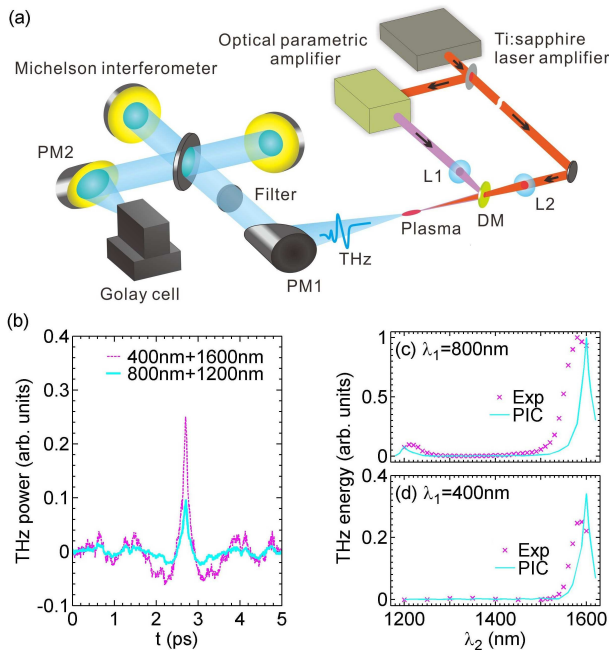 (a)
Optical parametric
amplifier
Ti:sapphire
laser amplifier
Michelson interferometer
PM2
Filter
L1
L2
DM
Plasma
THz
PM1
Golay cell
(b)
THz power (arb. units)
0.4
0.3
0.2
0.1
0
-0.1
400nm+1600nm
800nm+1200nm
0 1 2 3 4 5
t (ps)
THz energy (arb. units)
(c) λ₁=800nm
1
0.5
0
Exp
PIC
(d) λ₁=400nm
0.2
0
Exp
PIC
1200 1400 1600
λ₂ (nm)